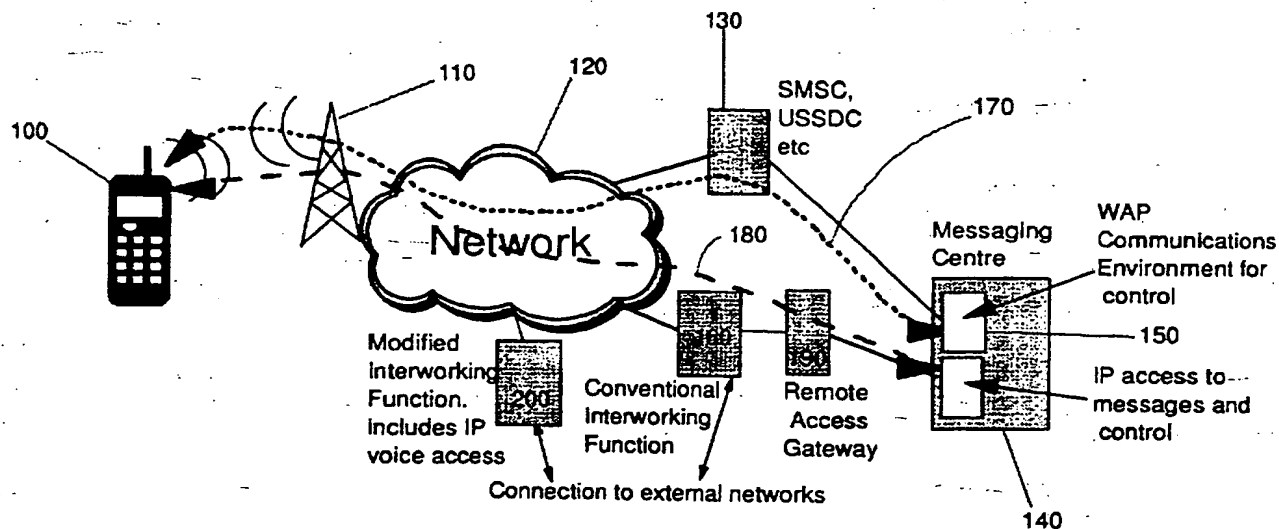 130
120
110
SMSC,
USSDC
etc
170
100
WAP
Communications
Environment for
control
Messaging
Centre
Network
180
150
Modified
Interworking
Function.
Includes IP
voice access
200
Conventional
Interworking
Function
190
Remote
Access
Gateway
IP access to
messages and
control
Connection to external networks
140